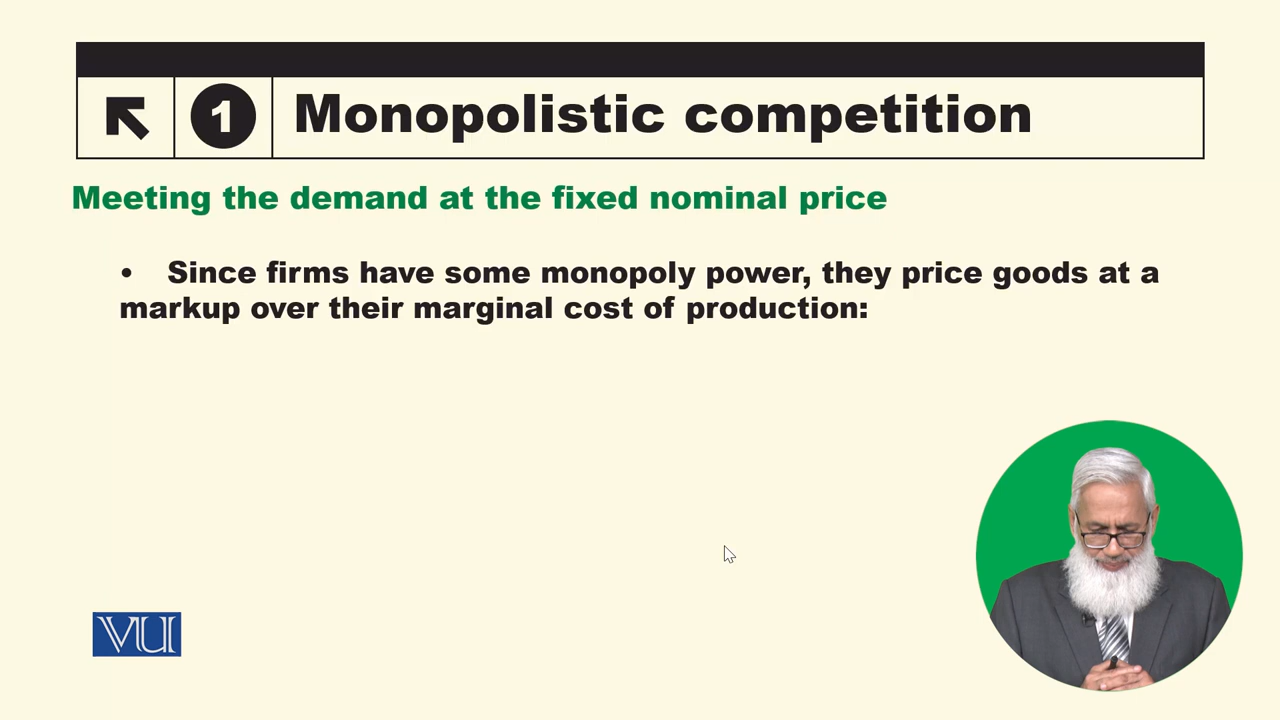 1 Monopolistic competition
Meeting the demand at the fixed nominal price
• Since firms have some monopoly power, they price goods at a
markup over their marginal cost of production:
VU